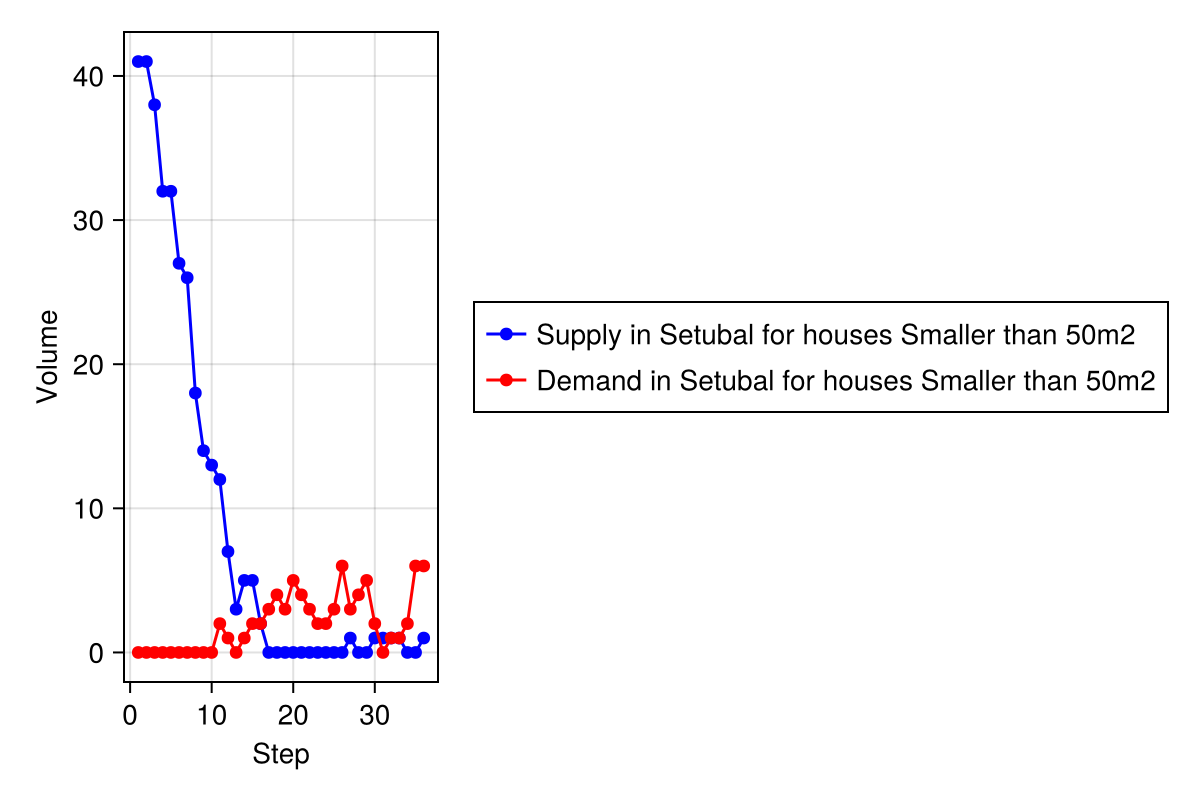 40
30
20
10
0
Volume
0 10 20 30
Step
Supply in Setubal for houses Smaller than 50m2
Demand in Setubal for houses Smaller than 50m2